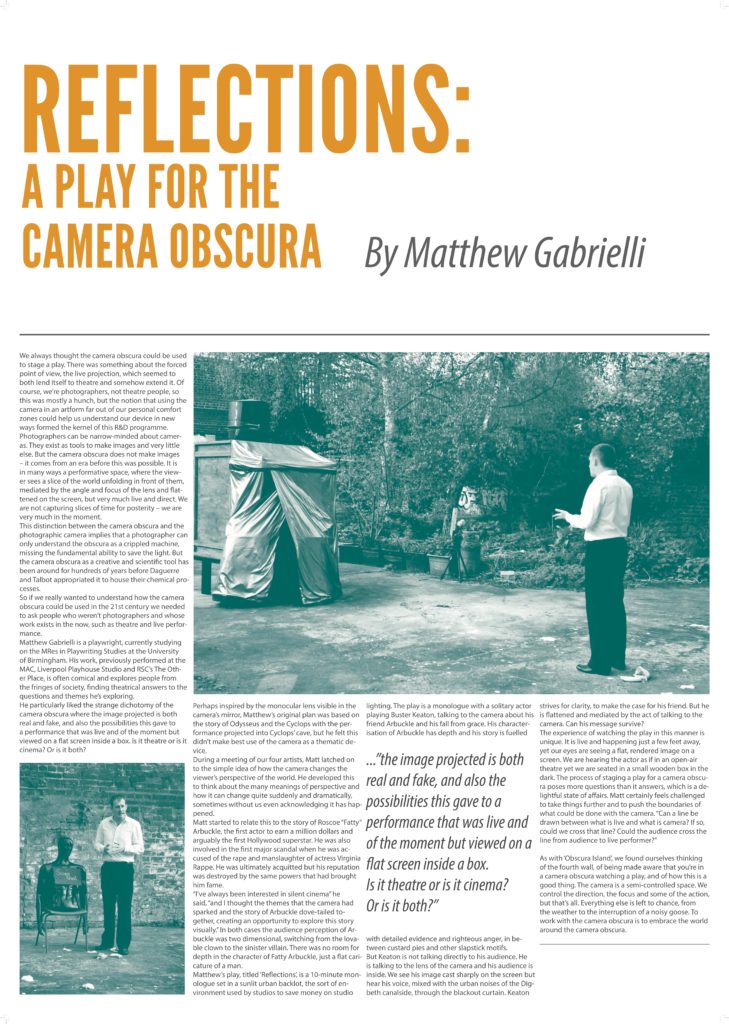 REFLECTIONS:
A PLAY FOR THE
CAMERA OBSCURA
By Matthew Gabrielli
We always thought the camera obscura could be used
to stage a play. There was something about the forced
point of view, the live projection, which seemed to
both lend itself to theatre and somehow extend it. Of
course, we're photographers, not theatre people, so
this was mostly a hunch, but the notion that using the
camera in an artform far out of our personal comfort
zones could help us understand our device in new
ways formed the kernel of this R&D programme.
Photographers can be narrow-minded about camer-
as. They exist as tools to make images and very little
else. But the camera obscura does not make images
– it comes from an era before this was possible. It is
in many ways a performative space, where the view-
er sees a slice of the world unfolding in front of them,
mediated by the angle and focus of the lens and flat-
tened on the screen, but very much live and direct. We
are not capturing slices of time for posterity – we are
very much in the moment.
This distinction between the camera obscura and the
photographic camera implies that a photographer can
only understand the obscura as a crippled machine,
missing the fundamental ability to save the light. But
the camera obscura as a creative and scientific tool has
been around for hundreds of years before Daguerre
and Talbot appropriated it to house their chemical pro-
cesses.
So if we really wanted to understand how the camera
obscura could be used in the 21st century we needed
to ask people who weren't photographers and whose
work exists in the now, such as theatre and live perfor-
mance.
Matthew Gabrielli is a playwright, currently studying
on the MRes in Playwriting Studies at the University
of Birmingham. His work, previously performed at the
MAC, Liverpool Playhouse Studio and RSC's The Oth-
er Place, is often comical and explores people from
the fringes of society, finding theatrical answers to the
questions and themes he's exploring.
He particularly liked the strange dichotomy of the
camera obscura where the image projected is both
real and fake, and also the possibilities this gave to
a performance that was live and of the moment but
viewed on a flat screen inside a box. Is it theatre or is it
cinema? Or is it both?
Perhaps inspired by the monocular lens visible in the
camera's mirror, Matthew's original plan was based on
the story of Odysseus and the Cyclops with the per-
formance projected into Cyclops' cave, but he felt this
didn't make best use of the camera as a thematic de-
vice.
During a meeting of our four artists, Matt latched on
to the simple idea of how the camera changes the
viewer's perspective of the world. He developed this
to think about the many meanings of perspective and
how it can change quite suddenly and dramatically,
sometimes without us even acknowledging it has hap-
pened.
Matt started to relate this to the story of Roscoe "Fatty"
Arbuckle, the first actor to earn a million dollars and
arguably the first Hollywood superstar. He was also
involved in the first major scandal when he was ac-
cused of the rape and manslaughter of actress Virginia
Rappe. He was ultimately acquitted but his reputation
was destroyed by the same powers that had brought
him fame.
"I've always been interested in silent cinema" he
said, "and I thought the themes that the camera had
sparked and the story of Arbuckle dove-tailed to-
gether, creating an opportunity to explore this story
visually." In both cases the audience perception of Ar-
buckle was two dimensional, switching from the lova-
ble clown to the sinister villain. There was no room for
depth in the character of Fatty Arbuckle, just a flat cari-
cature of a man.
Matthew's play, titled 'Reflections', is a 10-minute mon-
ologue set in a sunlit urban backlot, the sort of en-
vironment used by studios to save money on studio
lighting. The play is a monologue with a solitary actor
playing Buster Keaton, talking to the camera about his
friend Arbuckle and his fall from grace. His character-
isation of Arbuckle has depth and his story is fuelled
..."the image projected is both
real and fake, and also the
possibilities this gave to a
performance that was live and
of the moment but viewed on a
flat screen inside a box.
Is it theatre or is it cinema?
Or is it both?"
with detailed evidence and righteous anger, in be-
tween custard pies and other slapstick motifs.
But Keaton is not talking directly to his audience. He
is talking to the lens of the camera and his audience is
inside. We see his image cast sharply on the screen but
hear his voice, mixed with the urban noises of the Dig-
beth canalside, through the blackout curtain. Keaton
strives for clarity, to make the case for his friend. But he
is flattened and mediated by the act of talking to the
camera. Can his message survive?
The experience of watching the play in this manner is
unique. It is live and happening just a few feet away,
yet our eyes are seeing a flat, rendered image on a
screen. We are hearing the actor as if in an open-air
theatre yet we are seated in a small wooden box in the
dark. The process of staging a play for a camera obscu-
ra poses more questions than it answers, which is a de-
lightful state of affairs. Matt certainly feels challenged
to take things further and to push the boundaries of
what could be done with the camera. "Can a line be
drawn between what is live and what is camera? If so,
could we cross that line? Could the audience cross the
line from audience to live performer?"
As with 'Obscura Island', we found ourselves thinking
of the fourth wall, of being made aware that you're in
a camera obscura watching a play, and of how this is a
good thing. The camera is a semi-controlled space. We
control the direction, the focus and some of the action,
but that's all. Everything else is left to chance, from
the weather to the interruption of a noisy goose. To
work with the camera obscura is to embrace the world
around the camera obscura.